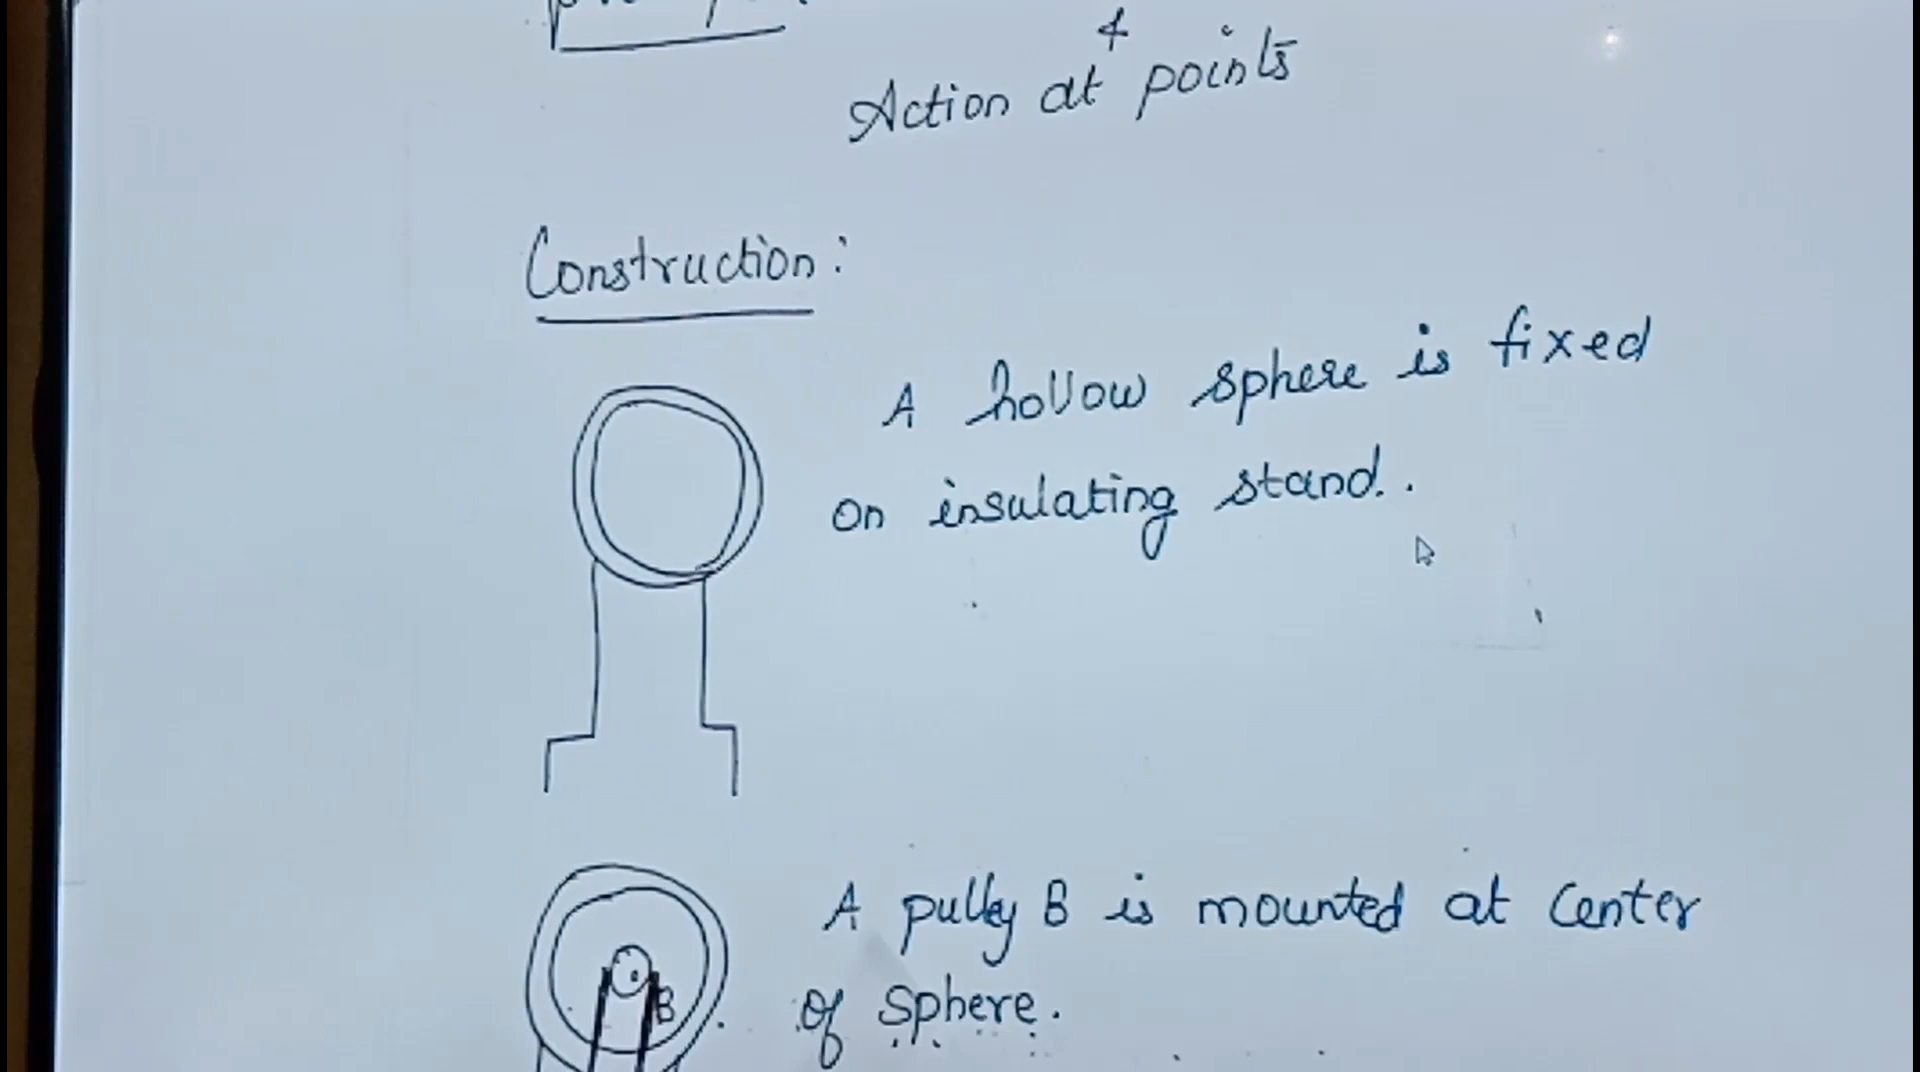 &
Action at points
Construction:
A hollow sphere is fixed
on insulating stand.
A pulley B is mounted at center
B
of sphere.